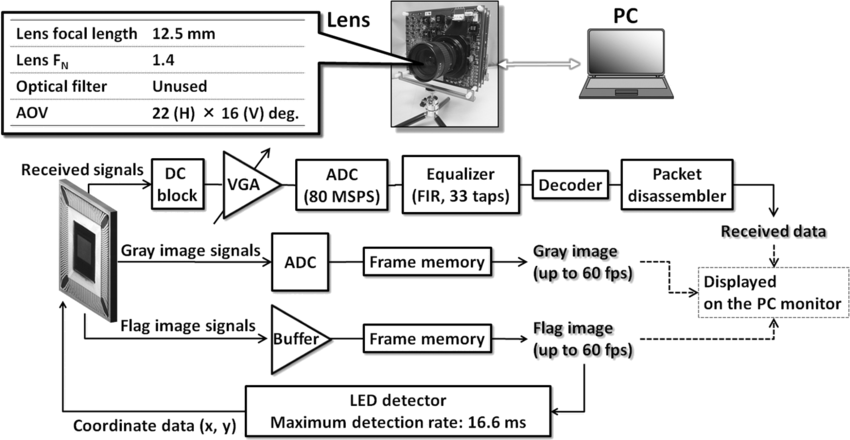 Lens
PC
Lens focal length 12.5 mm
Lens FN 1.4
Optical filter Unused
AOV 22 (H) × 16 (V) deg.
Received signals
DC
block
VGA
ADC
(80 MSPS)
Equalizer
(FIR, 33 taps)
Decoder
Packet
disassembler
Received data
Gray image signals
ADC
Frame memory
Gray image
(up to 60 fps)
Displayed
on the PC monitor
Flag image signals
Buffer
Frame memory
Flag image
(up to 60 fps)
LED detector
Maximum detection rate: 16.6 ms
Coordinate data (x, y)